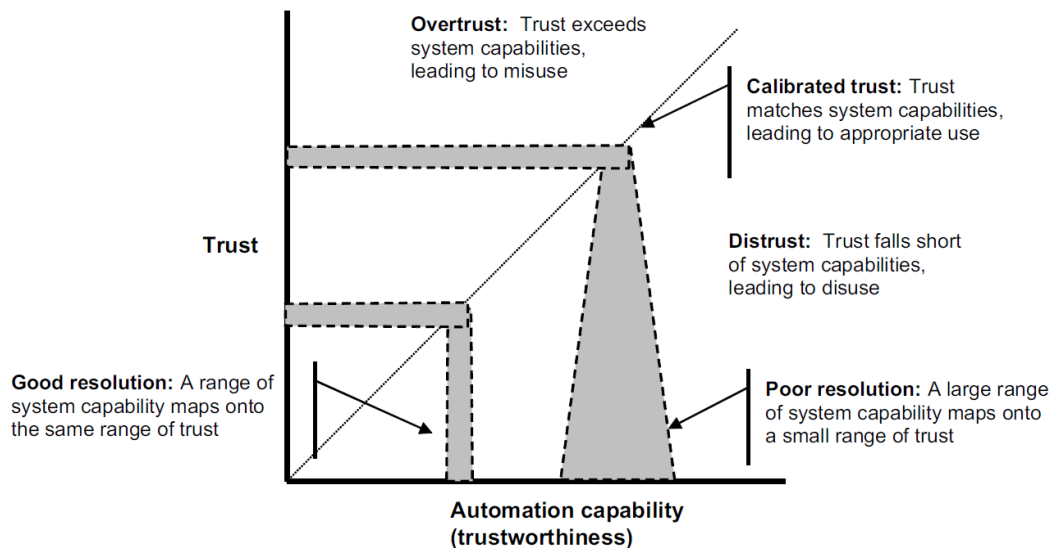 Overtrust: Trust exceeds
system capabilities,
leading to misuse
Calibrated trust: Trust
matches system capabilities,
leading to appropriate use
Trust
Distrust: Trust falls short
of system capabilities,
leading to disuse
Good resolution: A range of
system capability maps onto
the same range of trust
Poor resolution: A large range
of system capability maps onto
a small range of trust
Automation capability
(trustworthiness)